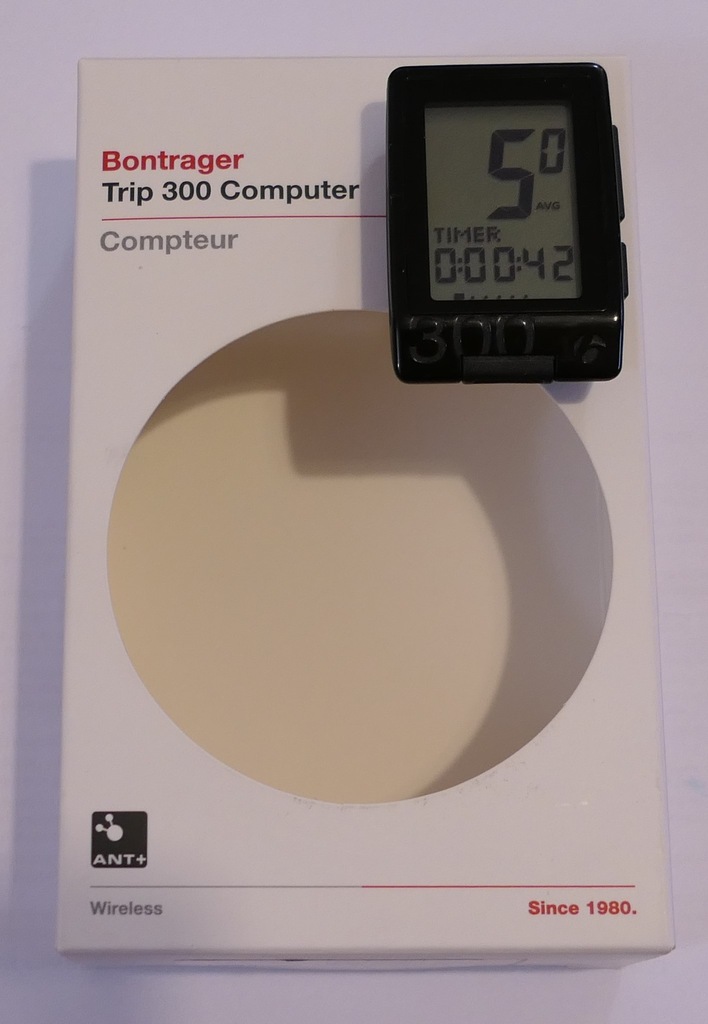 Bontrager
Trip 300 Computer
Compteur
50
AVG
TIMER
0:00:42
300
ANT+
Wireless
Since 1980.